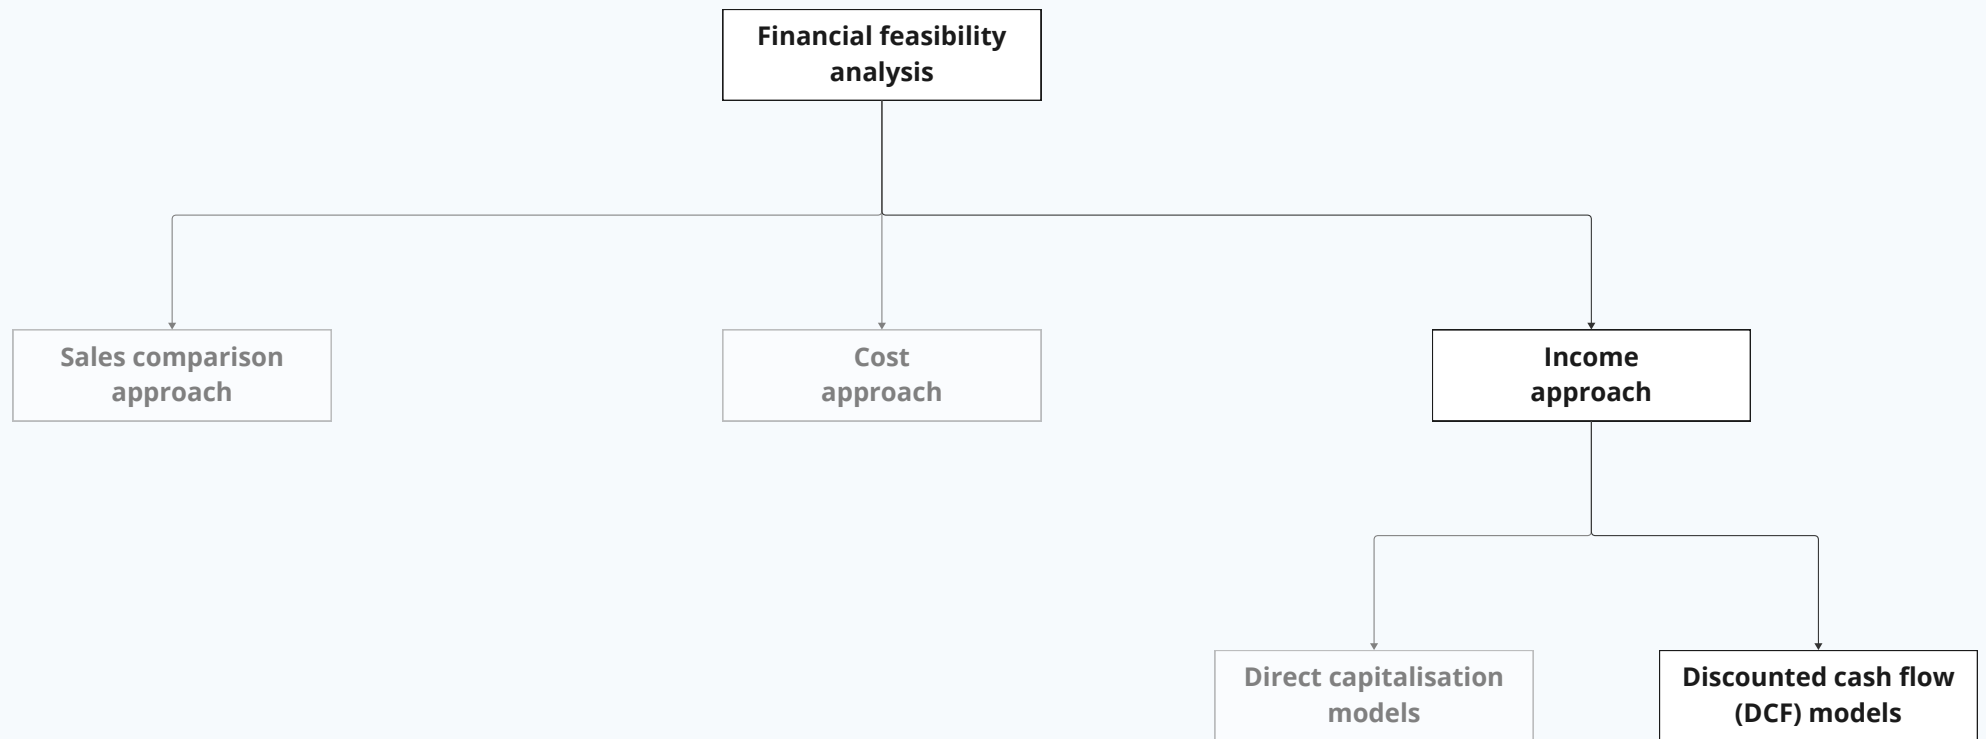 Financial feasibility
analysis
Sales comparison
approach
Cost
approach
Income
approach
Direct capitalisation
models
Discounted cash flow
(DCF) models